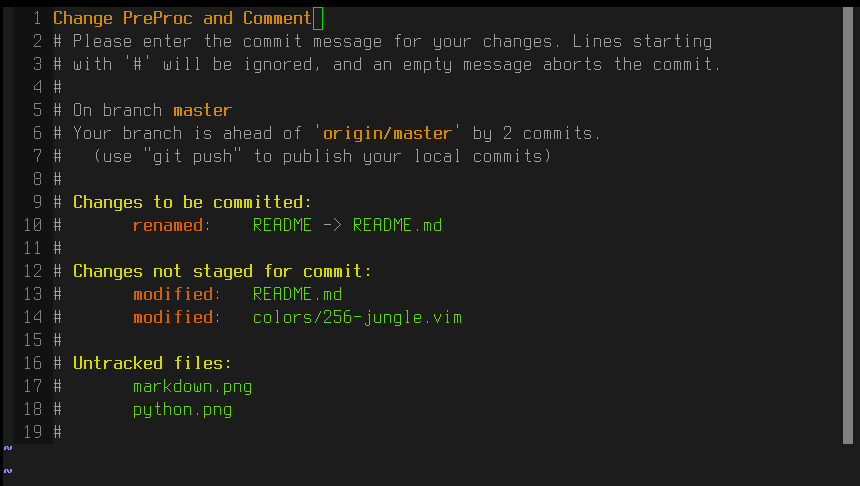 1 Change PreProc and Comment
2 # Please enter the commit message for your changes. Lines starting
3 # with '#' will be ignored, and an empty message aborts the commit.
4 #
5 # On branch master
6 # Your branch is ahead of 'origin/master' by 2 commits.
7 #   (use "git push" to publish your local commits)
8 #
9 # Changes to be committed:
10 #       renamed:    README -> README.md
11 #
12 # Changes not staged for commit:
13 #       modified:   README.md
14 #       modified:   colors/256-jungle.vim
15 #
16 # Untracked files:
17 #       markdown.png
18 #       python.png
19 #
~
~